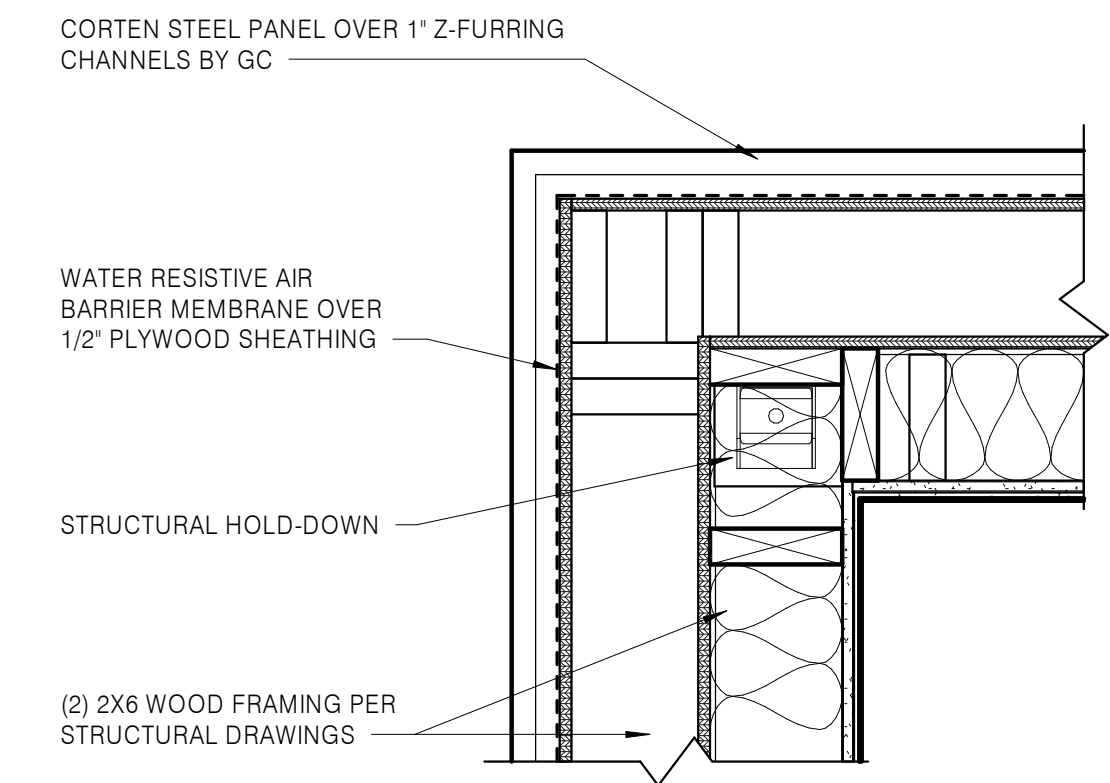 CORTEN STEEL PANEL OVER 1" Z-FURRING
CHANNELS BY GC
WATER RESISTIVE AIR
BARRIER MEMBRANE OVER
1/2" PLYWOOD SHEATHING
STRUCTURAL HOLD-DOWN
(2) 2X6 WOOD FRAMING PER
STRUCTURAL DRAWINGS